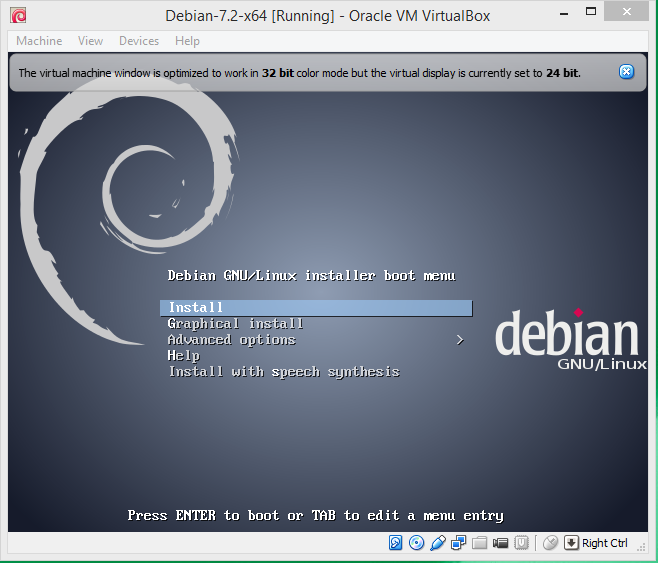 Debian-7.2-x64 [Running] - Oracle VM VirtualBox
Machine View Devices Help
The virtual machine window is optimized to work in 32 bit color mode but the virtual display is currently set to 24 bit.
Debian GNU/Linux installer boot menu
Install
Graphical install
Advanced options >
Help
Install with speech synthesis
debian
GNU/Linux
Press ENTER to boot or TAB to edit a menu entry
Right Ctrl